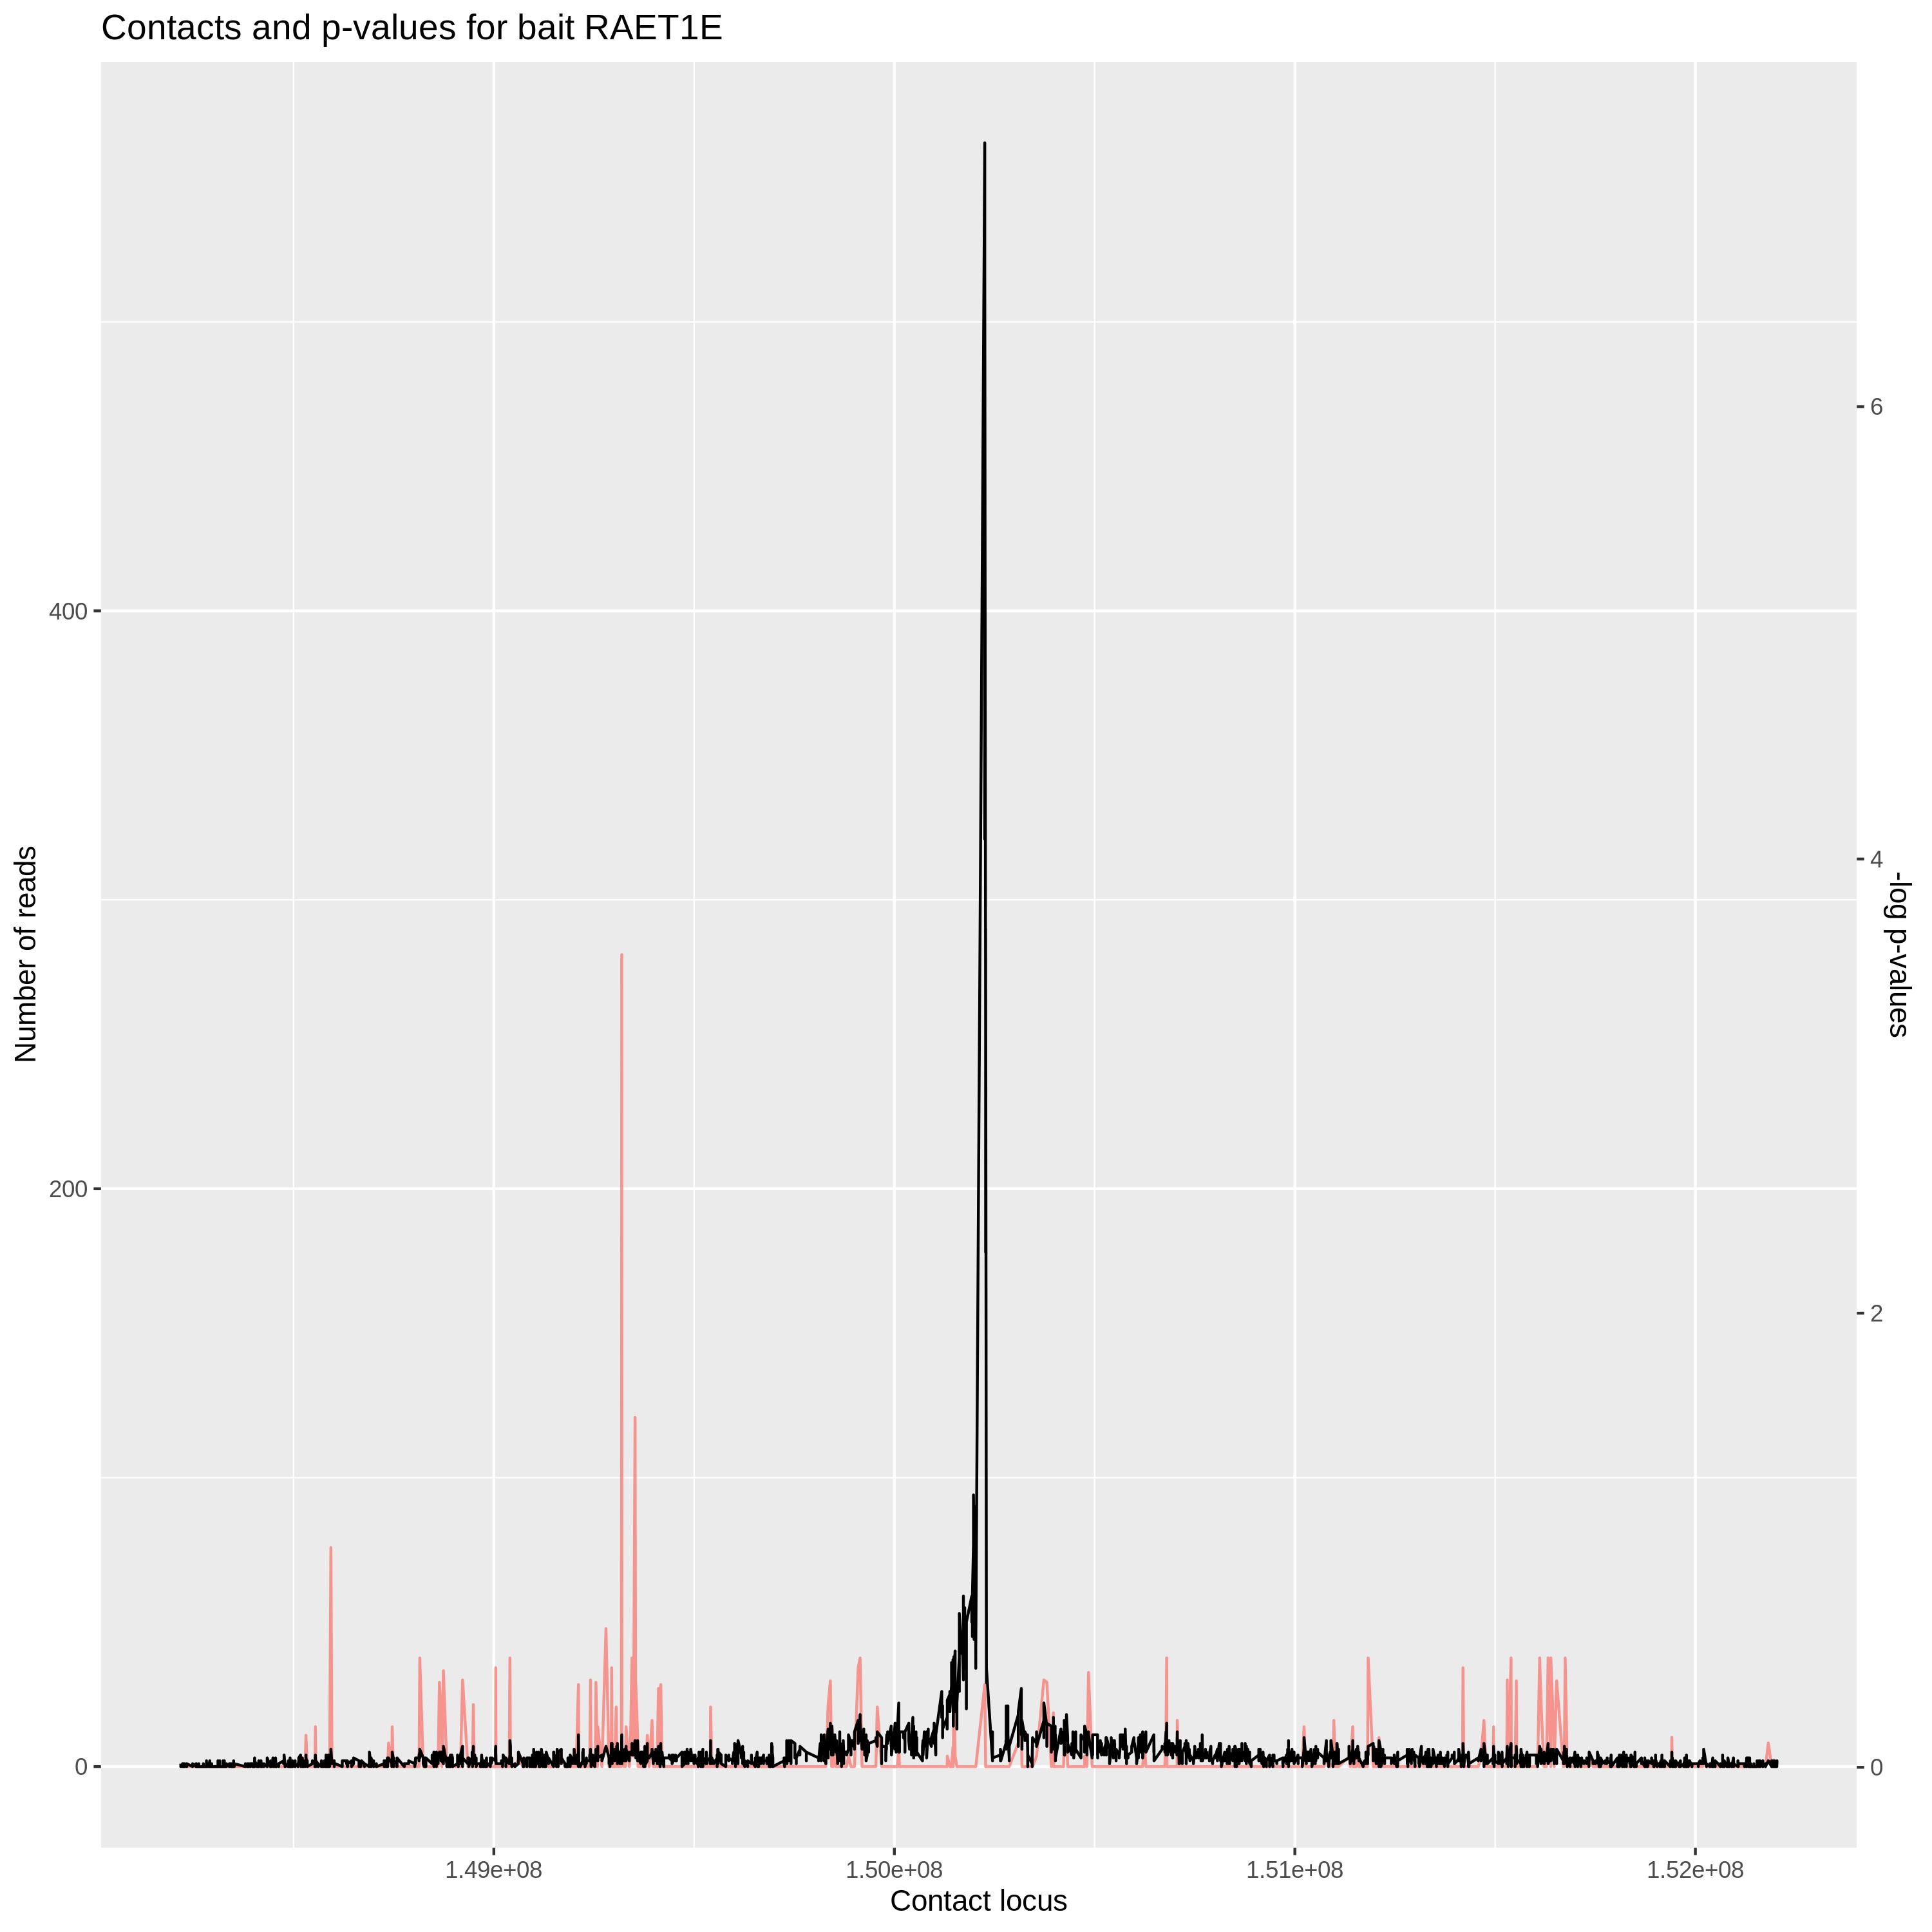 Contacts and p-values for bait RAET1E
Number of reads
400
200
0
6
4
2
0
-log p-values
1.49e+08
1.50e+08
1.51e+08
1.52e+08
Contact locus